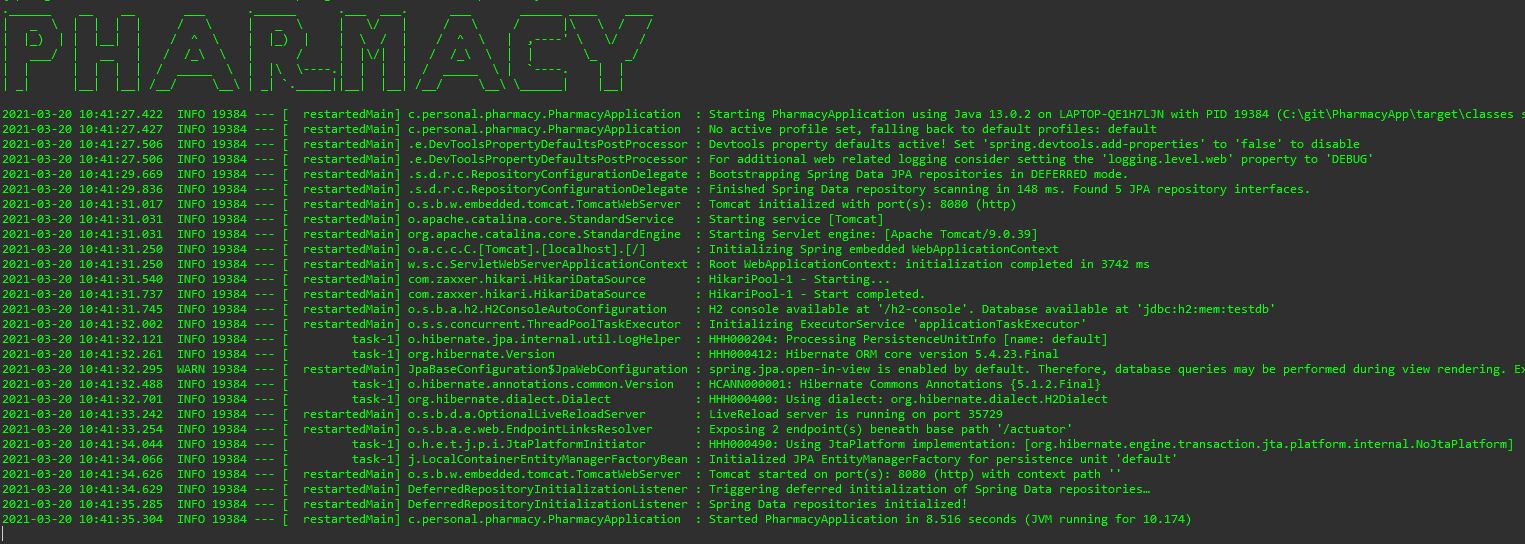 PHARMACY
2021-03-20 10:41:27.422 INFO 19384 --- [ restartedMain] c.personal.pharmacy.PharmacyApplication : Starting PharmacyApplication using Java 13.0.2 on LAPTOP-QE1H7LJN with PID 19384 (C:\git\PharmacyApp\target\classes s
2021-03-20 10:41:27.427 INFO 19384 --- [ restartedMain] c.personal.pharmacy.PharmacyApplication : No active profile set, falling back to default profiles: default
2021-03-20 10:41:27.506 INFO 19384 --- [ restartedMain] .e.DevToolsPropertyDefaultsPostProcessor : Devtools property defaults active! Set 'spring.devtools.add-properties' to 'false' to disable
2021-03-20 10:41:27.506 INFO 19384 --- [ restartedMain] .e.DevToolsPropertyDefaultsPostProcessor : For additional web related logging consider setting the 'logging.level.web' property to 'DEBUG'
2021-03-20 10:41:29.669 INFO 19384 --- [ restartedMain] .s.d.r.c.RepositoryConfigurationDelegate : Bootstrapping Spring Data JPA repositories in DEFERRED mode.
2021-03-20 10:41:29.836 INFO 19384 --- [ restartedMain] .s.d.r.c.RepositoryConfigurationDelegate : Finished Spring Data repository scanning in 148 ms. Found 5 JPA repository interfaces.
2021-03-20 10:41:31.017 INFO 19384 --- [ restartedMain] o.s.b.w.embedded.tomcat.TomcatWebServer : Tomcat initialized with port(s): 8080 (http)
2021-03-20 10:41:31.031 INFO 19384 --- [ restartedMain] o.apache.catalina.core.StandardService : Starting service [Tomcat]
2021-03-20 10:41:31.031 INFO 19384 --- [ restartedMain] org.apache.catalina.core.StandardEngine : Starting Servlet engine: [Apache Tomcat/9.0.39]
2021-03-20 10:41:31.250 INFO 19384 --- [ restartedMain] o.a.c.c.C.[Tomcat].[localhost].[/] : Initializing Spring embedded WebApplicationContext
2021-03-20 10:41:31.250 INFO 19384 --- [ restartedMain] w.s.c.ServletWebServerApplicationContext : Root WebApplicationContext: initialization completed in 3742 ms
2021-03-20 10:41:31.540 INFO 19384 --- [ restartedMain] com.zaxxer.hikari.HikariDataSource : HikariPool-1 - Starting...
2021-03-20 10:41:31.737 INFO 19384 --- [ restartedMain] com.zaxxer.hikari.HikariDataSource : HikariPool-1 - Start completed.
2021-03-20 10:41:31.745 INFO 19384 --- [ restartedMain] o.s.b.a.h2.H2ConsoleAutoConfiguration : H2 console available at '/h2-console'. Database available at 'jdbc:h2:mem:testdb'
2021-03-20 10:41:32.002 INFO 19384 --- [ restartedMain] o.s.s.concurrent.ThreadPoolTaskExecutor : Initializing ExecutorService 'applicationTaskExecutor'
2021-03-20 10:41:32.121 INFO 19384 --- [ task-1] o.hibernate.jpa.internal.util.LogHelper : HHH000204: Processing PersistenceUnitInfo [name: default]
2021-03-20 10:41:32.261 INFO 19384 --- [ task-1] org.hibernate.Version : HHH000412: Hibernate ORM core version 5.4.23.Final
2021-03-20 10:41:32.295 WARN 19384 --- [ restartedMain] JpaBaseConfiguration$JpaWebConfiguration : spring.jpa.open-in-view is enabled by default. Therefore, database queries may be performed during view rendering. Ex
2021-03-20 10:41:32.488 INFO 19384 --- [ task-1] o.hibernate.annotations.common.Version : HCANN000001: Hibernate Commons Annotations {5.1.2.Final}
2021-03-20 10:41:32.701 INFO 19384 --- [ task-1] org.hibernate.dialect.Dialect : HHH000400: Using dialect: org.hibernate.dialect.H2Dialect
2021-03-20 10:41:33.242 INFO 19384 --- [ restartedMain] o.s.b.d.a.OptionalLiveReloadServer : LiveReload server is running on port 35729
2021-03-20 10:41:33.254 INFO 19384 --- [ restartedMain] o.s.b.a.e.web.EndpointLinksResolver : Exposing 2 endpoint(s) beneath base path '/actuator'
2021-03-20 10:41:34.044 INFO 19384 --- [ task-1] o.h.e.t.j.p.i.JtaPlatformInitiator : HHH000490: Using JtaPlatform implementation: [org.hibernate.engine.transaction.jta.platform.internal.NoJtaPlatform]
2021-03-20 10:41:34.066 INFO 19384 --- [ task-1] j.LocalContainerEntityManagerFactoryBean : Initialized JPA EntityManagerFactory for persistence unit 'default'
2021-03-20 10:41:34.626 INFO 19384 --- [ restartedMain] o.s.b.w.embedded.tomcat.TomcatWebServer : Tomcat started on port(s): 8080 (http) with context path ''
2021-03-20 10:41:34.629 INFO 19384 --- [ restartedMain] DeferredRepositoryInitializationListener : Triggering deferred initialization of Spring Data repositories…
2021-03-20 10:41:35.285 INFO 19384 --- [ restartedMain] DeferredRepositoryInitializationListener : Spring Data repositories initialized!
2021-03-20 10:41:35.304 INFO 19384 --- [ restartedMain] c.personal.pharmacy.PharmacyApplication : Started PharmacyApplication in 8.516 seconds (JVM running for 10.174)